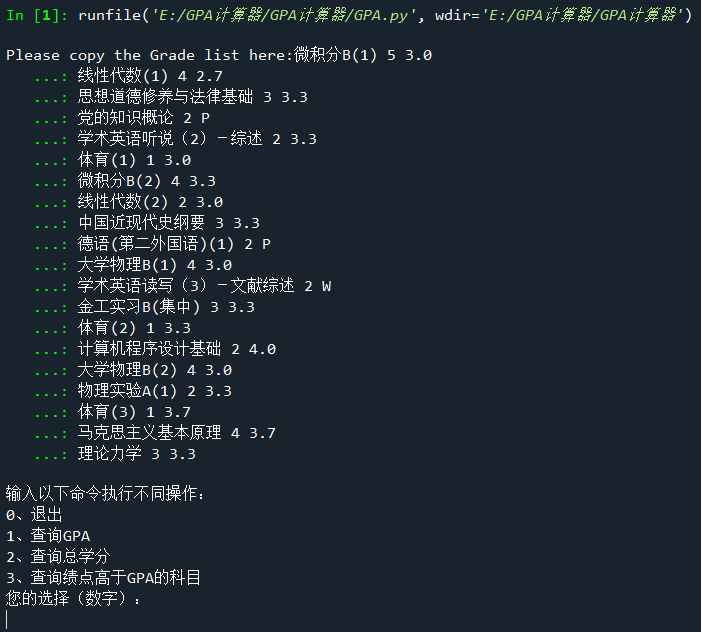 In [1]: runfile('E:/GPA计算器/GPA计算器/GPA.py', wdir='E:/GPA计算器/GPA计算器')
Please copy the Grade list here:微积分B(1) 5 3.0
...: 线性代数(1) 4 2.7
...: 思想道德修养与法律基础 3 3.3
...: 党的知识概论 2 P
...: 学术英语听说（2）－综述 2 3.3
...: 体育(1) 1 3.0
...: 微积分B(2) 4 3.3
...: 线性代数(2) 2 3.0
...: 中国近现代史纲要 3 3.3
...: 德语(第二外国语)(1) 2 P
...: 大学物理B(1) 4 3.0
...: 学术英语读写（3）－文献综述 2 W
...: 金工实习B(集中) 3 3.3
...: 体育(2) 1 3.3
...: 计算机程序设计基础 2 4.0
...: 大学物理B(2) 4 3.0
...: 物理实验A(1) 2 3.3
...: 体育(3) 1 3.7
...: 马克思主义基本原理 4 3.7
...: 理论力学 3 3.3
输入以下命令执行不同操作：
0、退出
1、查询GPA
2、查询总学分
3、查询绩点高于GPA的科目
您的选择（数字）：